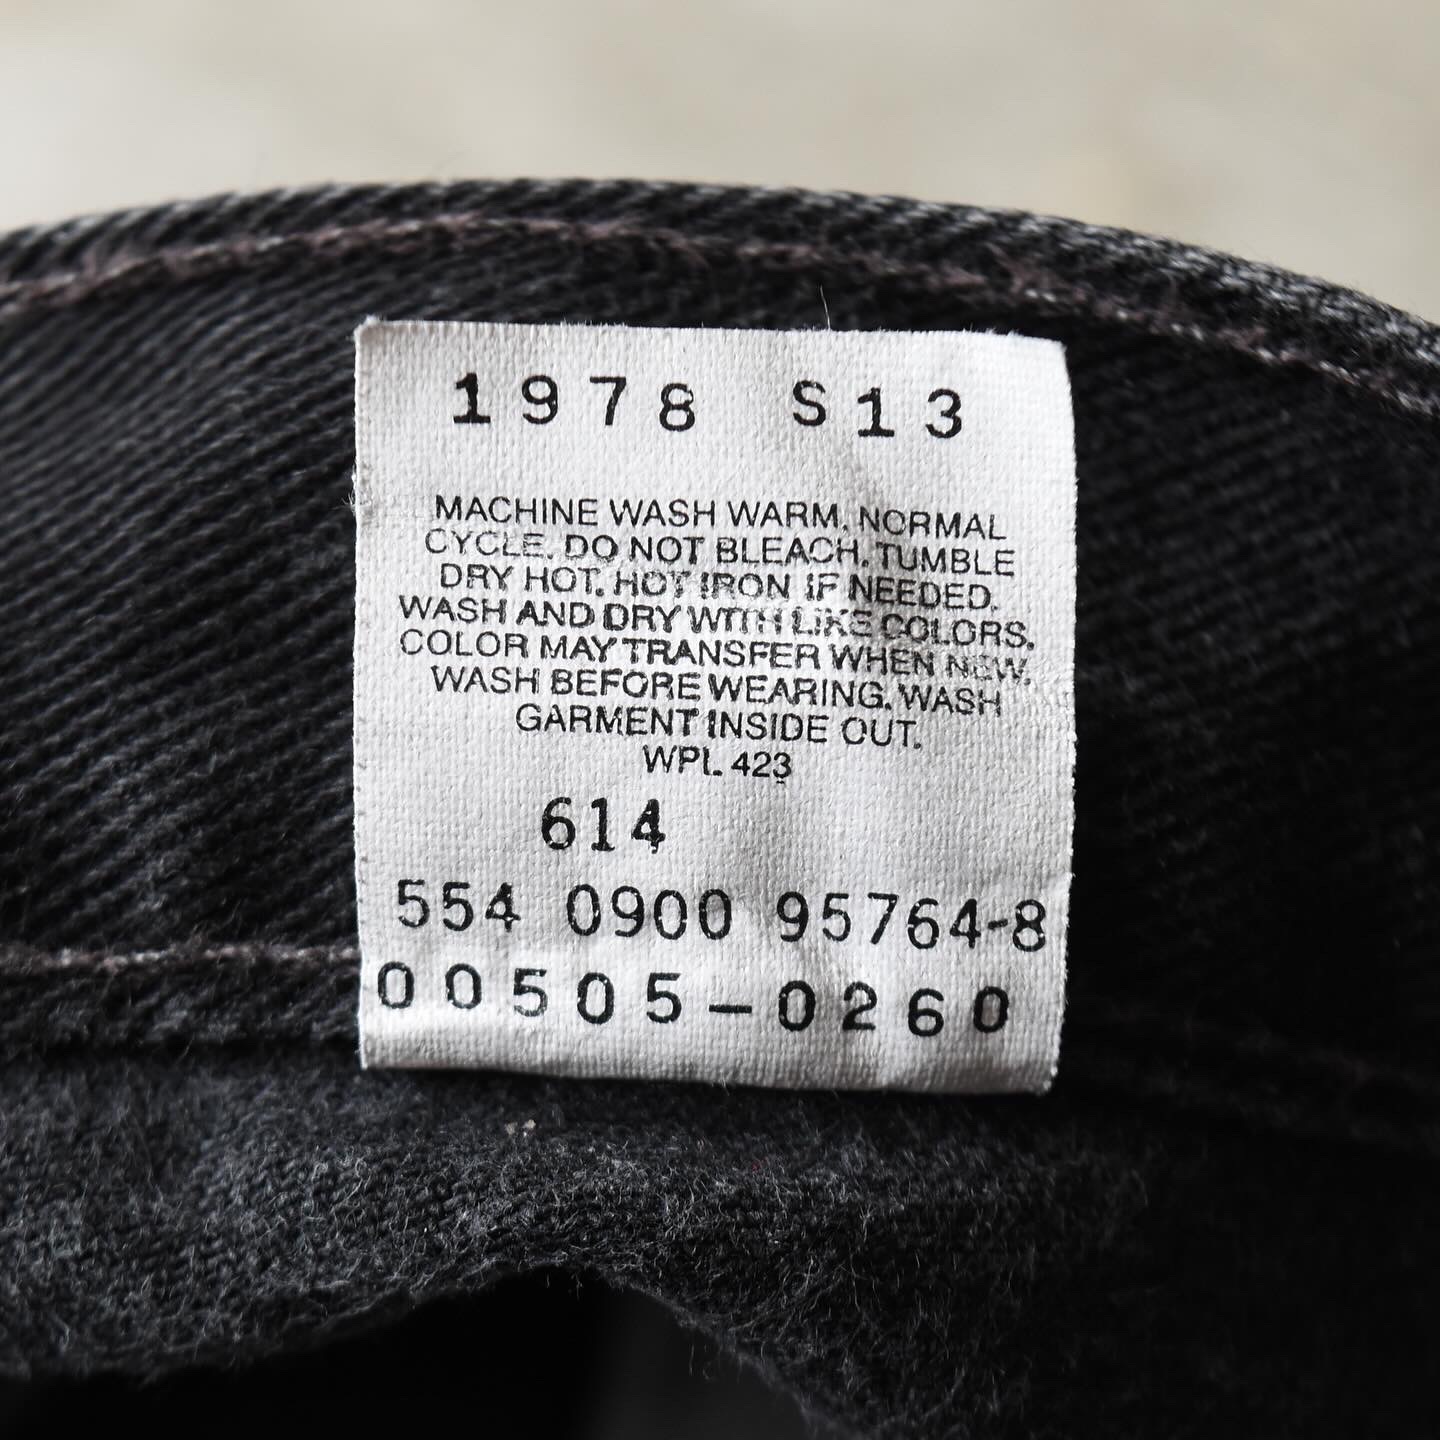 1978 S13
MACHINE WASH WARM, NORMAL
CYCLE. DO NOT BLEACH. TUMBLE
DRY HOT. HOT IRON IF NEEDED.
WASH AND DRY WITH LIKE COLORS.
COLOR MAY TRANSFER WHEN NEW.
WASH BEFORE WEARING. WASH
GARMENT INSIDE OUT.
WPL 423
614
554 0900 95764-8
00505-0260